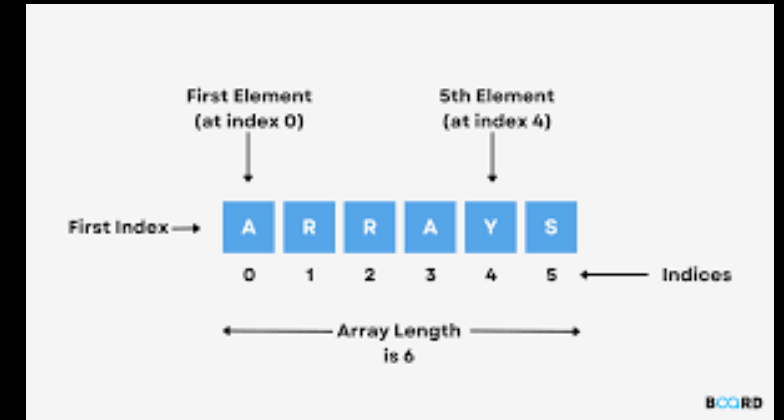 First Element
(at index 0)
5th Element
(at index 4)
First Index
A R R A Y S
0 1 2 3 4 5
Indices
Array Length
is 6
BOARD